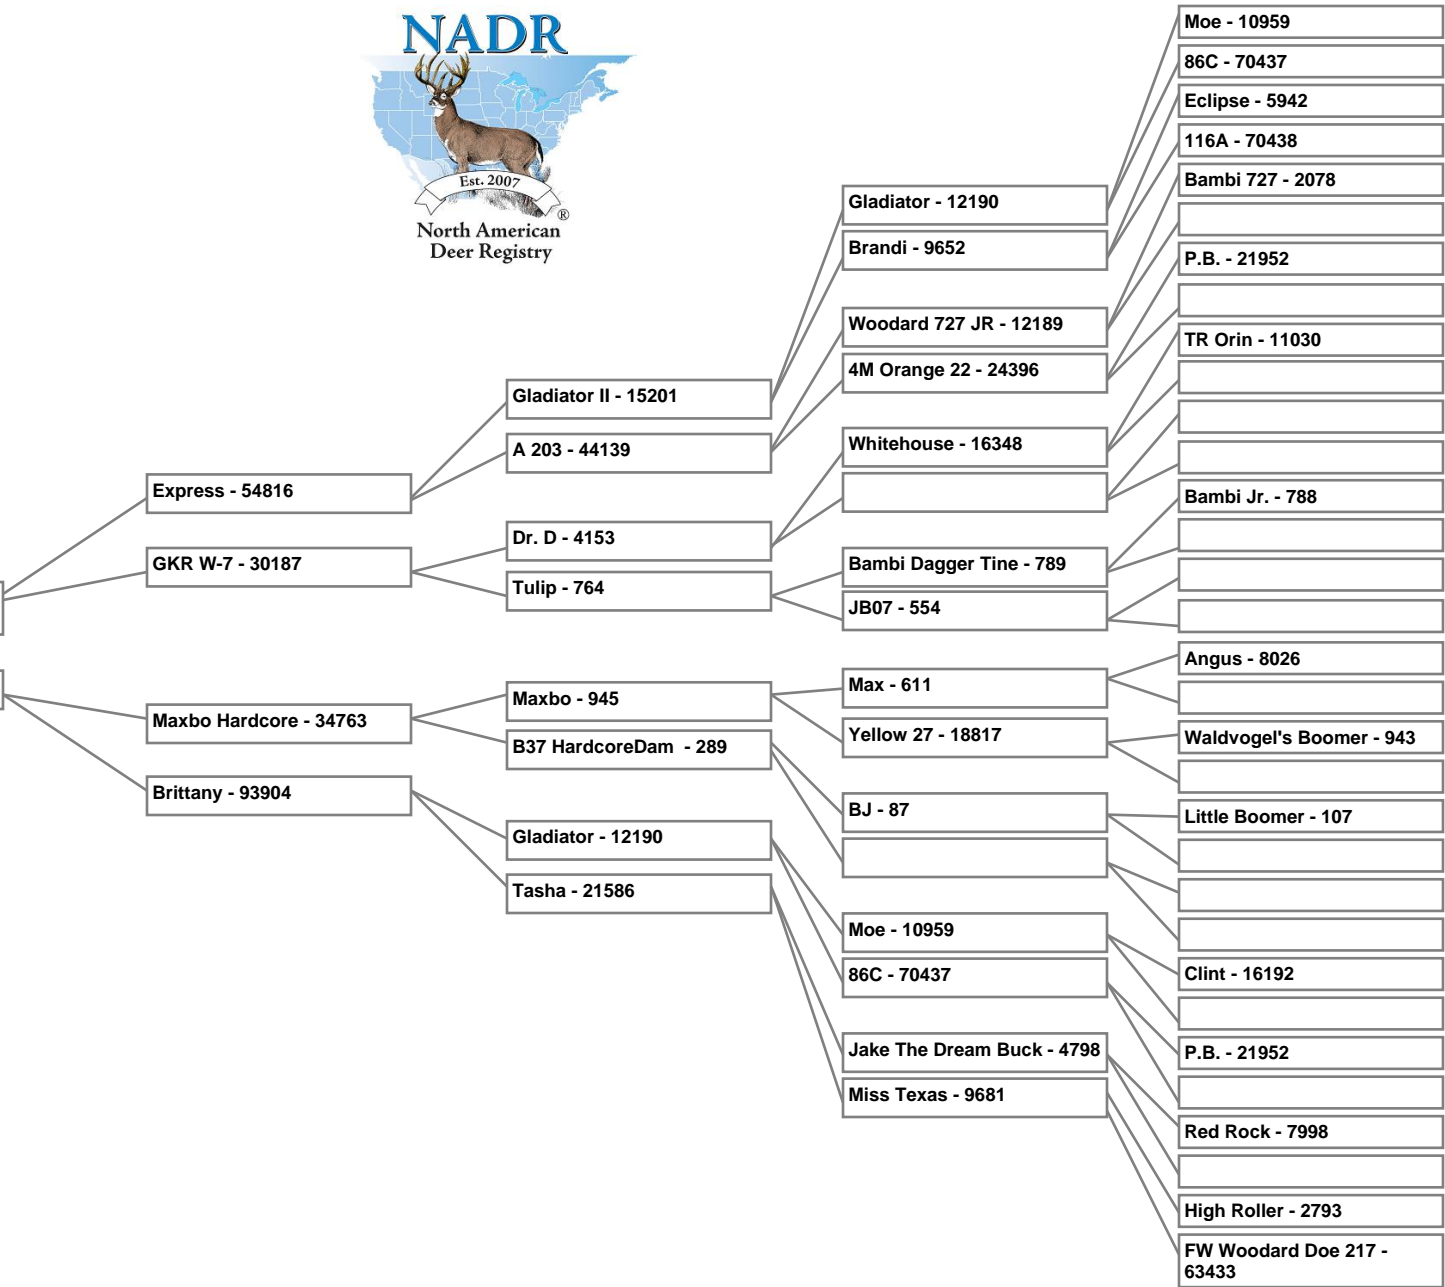 NADR
Est. 2007
®
North American
Deer Registry
Express - 54816
GKR W-7 - 30187
Maxbo Hardcore - 34763
Brittany - 93904
Gladiator II - 15201
A 203 - 44139
Dr. D - 4153
Tulip - 764
Maxbo - 945
B37 HardcoreDam - 289
Gladiator - 12190
Tasha - 21586
Gladiator - 12190
Brandi - 9652
Woodard 727 JR - 12189
4M Orange 22 - 24396
Whitehouse - 16348
Bambi Dagger Tine - 789
JB07 - 554
Max - 611
Yellow 27 - 18817
BJ - 87
Moe - 10959
86C - 70437
Jake The Dream Buck - 4798
Miss Texas - 9681
Moe - 10959
86C - 70437
Eclipse - 5942
116A - 70438
Bambi 727 - 2078
P.B. - 21952
TR Orin - 11030
Bambi Jr. - 788
Angus - 8026
Waldvogel's Boomer - 943
Little Boomer - 107
Clint - 16192
P.B. - 21952
Red Rock - 7998
High Roller - 2793
FW Woodard Doe 217 -
63433